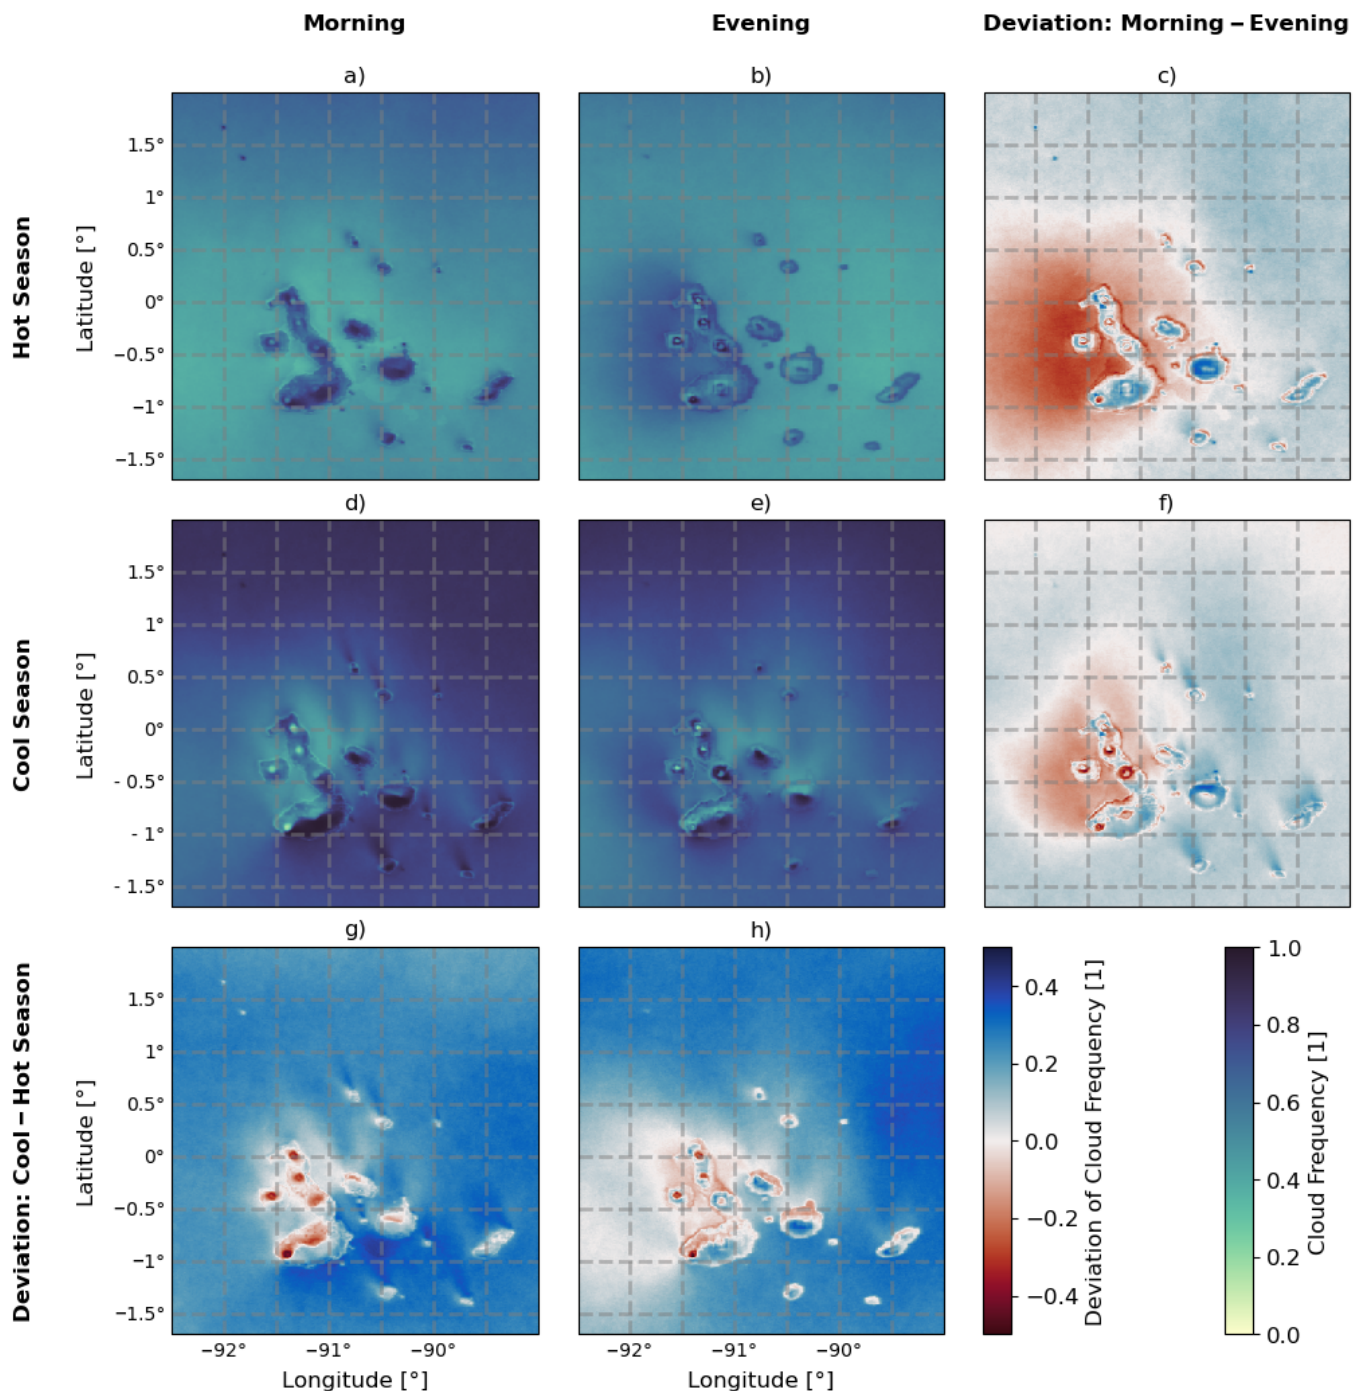 Morning
Evening
Deviation: Morning – Evening
a)
b)
c)
Hot Season
Latitude [°]
1.5°
1°
0.5°
0°
−0.5°
−1°
−1.5°
d)
e)
f)
Cool Season
Latitude [°]
1.5°
1°
0.5°
0°
- 0.5°
- 1°
- 1.5°
g)
h)
Deviation: Cool – Hot Season
Latitude [°]
1.5°
1°
0.5°
0°
−0.5°
−1°
−1.5°
−92°
−91°
−90°
Longitude [°]
−92°
−91°
−90°
Longitude [°]
0.4
0.2
0.0
−0.2
−0.4
Deviation of Cloud Frequency [1]
1.0
0.8
0.6
0.4
0.2
0.0
Cloud Frequency [1]